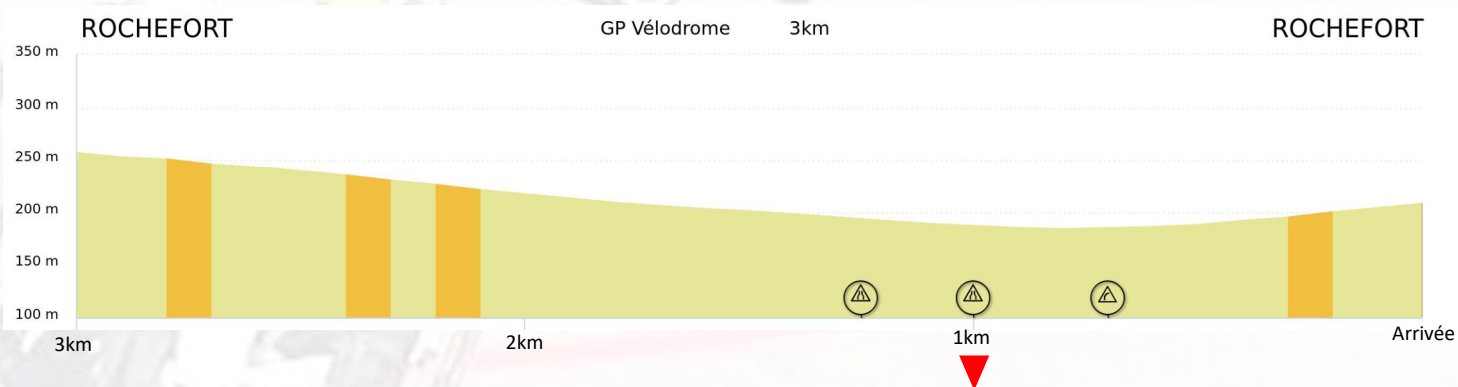 ROCHEFORT GP Vélodrome 3km ROCHEFORT
350 m
300 m
250 m
200 m
150 m
100 m
3km 2km 1km Arrivée